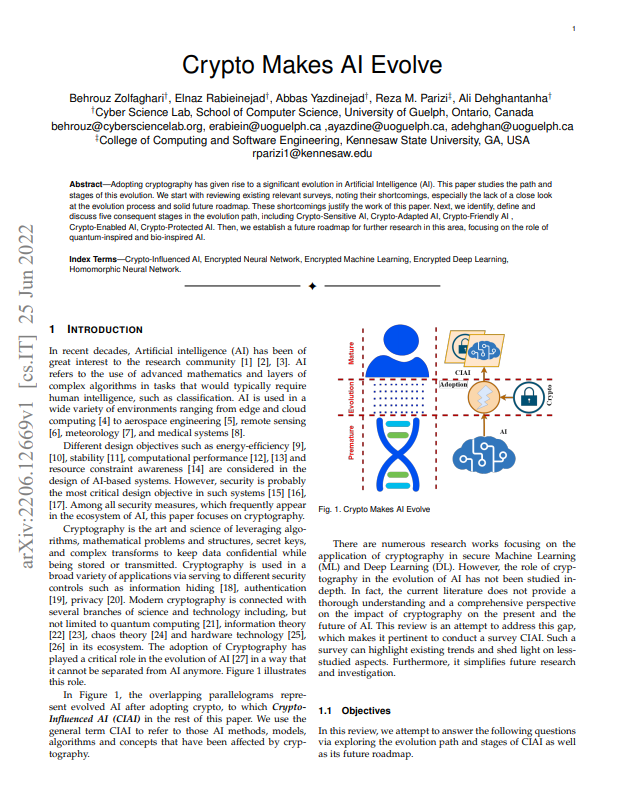 1
Crypto Makes AI Evolve
Behrouz Zolfaghari†, Elnaz Rabieinejad†, Abbas Yazdinejad†, Reza M. Parizi‡, Ali Dehghantanha†
†Cyber Science Lab, School of Computer Science, University of Guelph, Ontario, Canada
behrouz@cybersciencelab.org, erabiein@uoguelph.ca ,ayazdine@uoguelph.ca, adehghan@uoguelph.ca
‡College of Computing and Software Engineering, Kennesaw State University, GA, USA
rparizi1@kennesaw.edu
Abstract—Adopting cryptography has given rise to a significant evolution in Artificial Intelligence (AI). This paper studies the path and
stages of this evolution. We start with reviewing existing relevant surveys, noting their shortcomings, especially the lack of a close look
at the evolution process and solid future roadmap. These shortcomings justify the work of this paper. Next, we identify, define and
discuss five consequent stages in the evolution path, including Crypto-Sensitive AI, Crypto-Adapted AI, Crypto-Friendly AI ,
Crypto-Enabled AI, Crypto-Protected AI. Then, we establish a future roadmap for further research in this area, focusing on the role of
quantum-inspired and bio-inspired AI.
Index Terms—Crypto-Influenced AI, Encrypted Neural Network, Encrypted Machine Learning, Encrypted Deep Learning,
Homomorphic Neural Network.
arXiv:2206.12669v1 [cs.IT] 25 Jun 2022
1 INTRODUCTION
In recent decades, Artificial intelligence (AI) has been of
great interest to the research community [1] [2], [3]. AI
refers to the use of advanced mathematics and layers of
complex algorithms in tasks that would typically require
human intelligence, such as classification. AI is used in a
wide variety of environments ranging from edge and cloud
computing [4] to aerospace engineering [5], remote sensing
[6], meteorology [7], and medical systems [8].
Different design objectives such as energy-efficiency [9],
[10], stability [11], computational performance [12], [13] and
resource constraint awareness [14] are considered in the
design of AI-based systems. However, security is probably
the most critical design objective in such systems [15] [16],
[17]. Among all security measures, which frequently appear
in the ecosystem of AI, this paper focuses on cryptography.
Cryptography is the art and science of leveraging algo-
rithms, mathematical problems and structures, secret keys,
and complex transforms to keep data confidential while
being stored or transmitted. Cryptography is used in a
broad variety of applications via serving to different security
controls such as information hiding [18], authentication
[19], privacy [20]. Modern cryptography is connected with
several branches of science and technology including, but
not limited to quantum computing [21], information theory
[22] [23], chaos theory [24] and hardware technology [25],
[26] in its ecosystem. The adoption of Cryptography has
played a critical role in the evolution of AI [27] in a way that
it cannot be separated from AI anymore. Figure 1 illustrates
this role.
In Figure 1, the overlapping parallelograms repre-
sent evolved AI after adopting crypto, to which Crypto-
Influenced AI (CIAI) in the rest of this paper. We use the
general term CIAI to refer to those AI methods, models,
algorithms and concepts that have been affected by cryp-
tography.
Mature
Evolution
Premature
CIAI
Adoption
Crypto
AI
Fig. 1. Crypto Makes AI Evolve
There are numerous research works focusing on the
application of cryptography in secure Machine Learning
(ML) and Deep Learning (DL). However, the role of cryp-
tography in the evolution of AI has not been studied in-
depth. In fact, the current literature does not provide a
thorough understanding and a comprehensive perspective
on the impact of cryptography on the present and the
future of AI. This review is an attempt to address this gap,
which makes it pertinent to conduct a survey CIAI. Such a
survey can highlight existing trends and shed light on less-
studied aspects. Furthermore, it simplifies future research
and investigation.
1.1 Objectives
In this review, we attempt to answer the following questions
via exploring the evolution path and stages of CIAI as well
as its future roadmap.